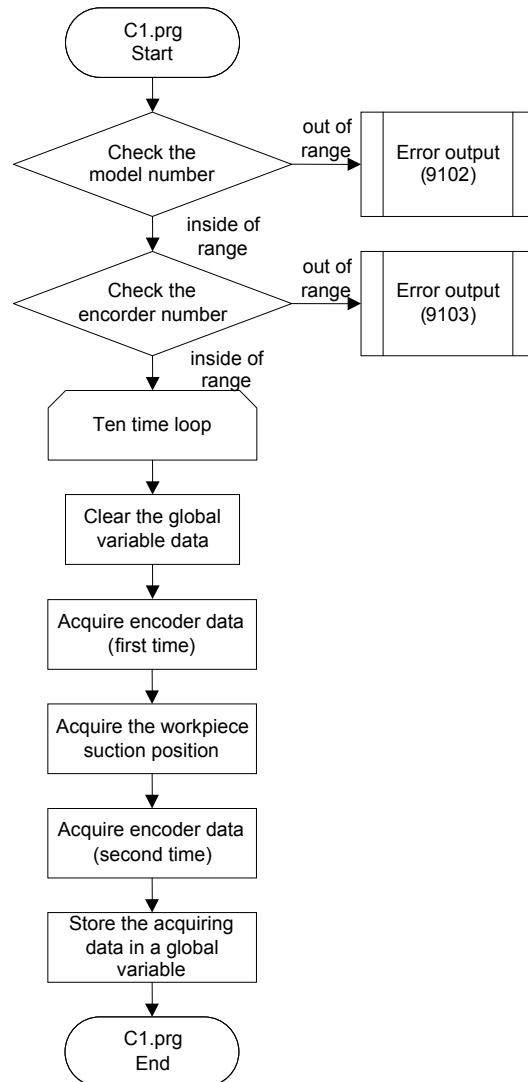 C1.prg
Start
Check the
model number
out of
range
Error output
(9102)
inside of
range
Check the
encorder number
out of
range
Error output
(9103)
inside of
range
Ten time loop
Clear the global
variable data
Acquire encoder data
(first time)
Acquire the workpiece
suction position
Acquire encoder data
(second time)
Store the acquiring
data in a global
variable
C1.prg
End